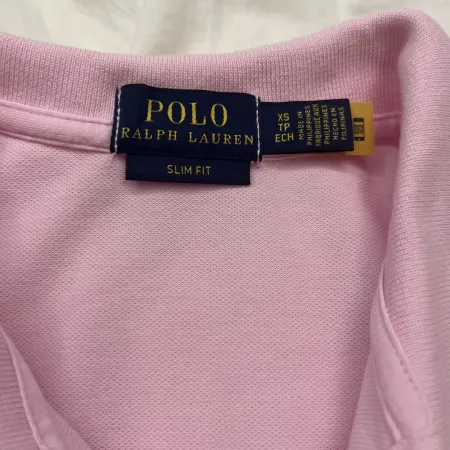 POLO
RALPH LAUREN
SLIM FIT
XS
TP
ECH
MADE IN
PHILIPPINES
FABRIQUÉ AUX
PHILIPPINES
HECHO EN
FILIPINAS